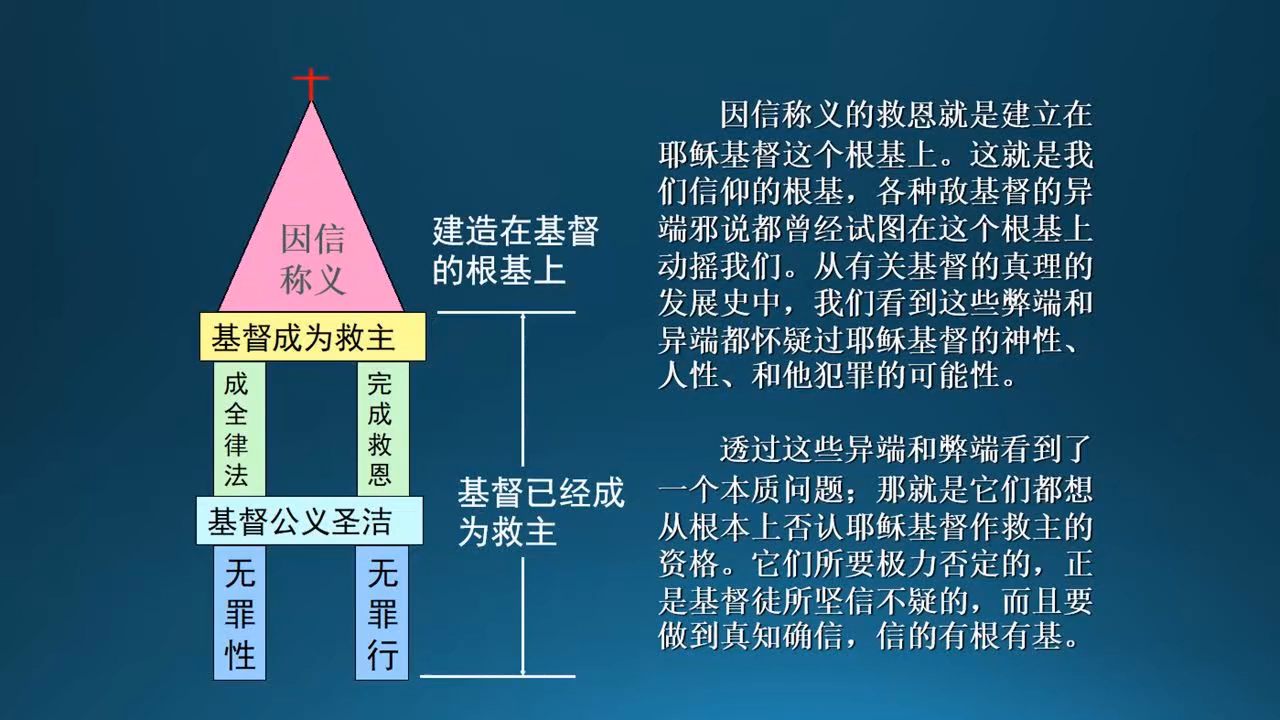 因信
称义
基督成为救主
成全律法
完成救恩
基督公义圣洁
无罪性
无罪行
建造在基督
的根基上
基督已经成
为救主
因信称义的救恩就是建立在
耶稣基督这个根基上。这就是我
们信仰的根基，各种敌基督的异
端邪说都曾经试图在这个根基上
动摇我们。从有关基督的真理的
发展史中，我们看到这些弊端和
异端都怀疑过耶稣基督的神性、
人性、和他犯罪的可能性。
透过这些异端和弊端看到了
一个本质问题；那就是它们都想
从根本上否认耶稣基督作救主的
资格。它们所要极力否定的，正
是基督徒所坚信不疑的，而且要
做到真知确信，信的有根有基。